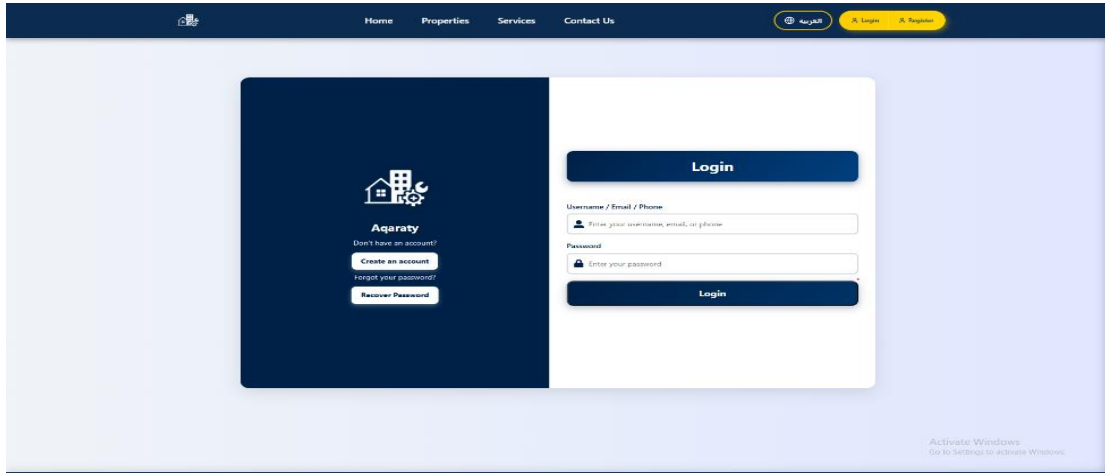 Home Properties Services Contact Us العربية Login Register
Aqaraty
Don't have an account?
Create an account
Forgot your password?
Recover Password
Login
Username / Email / Phone
Enter your username, email, or phone
Password
Enter your password
Login
Activate Windows
Go to Settings to activate Windows.